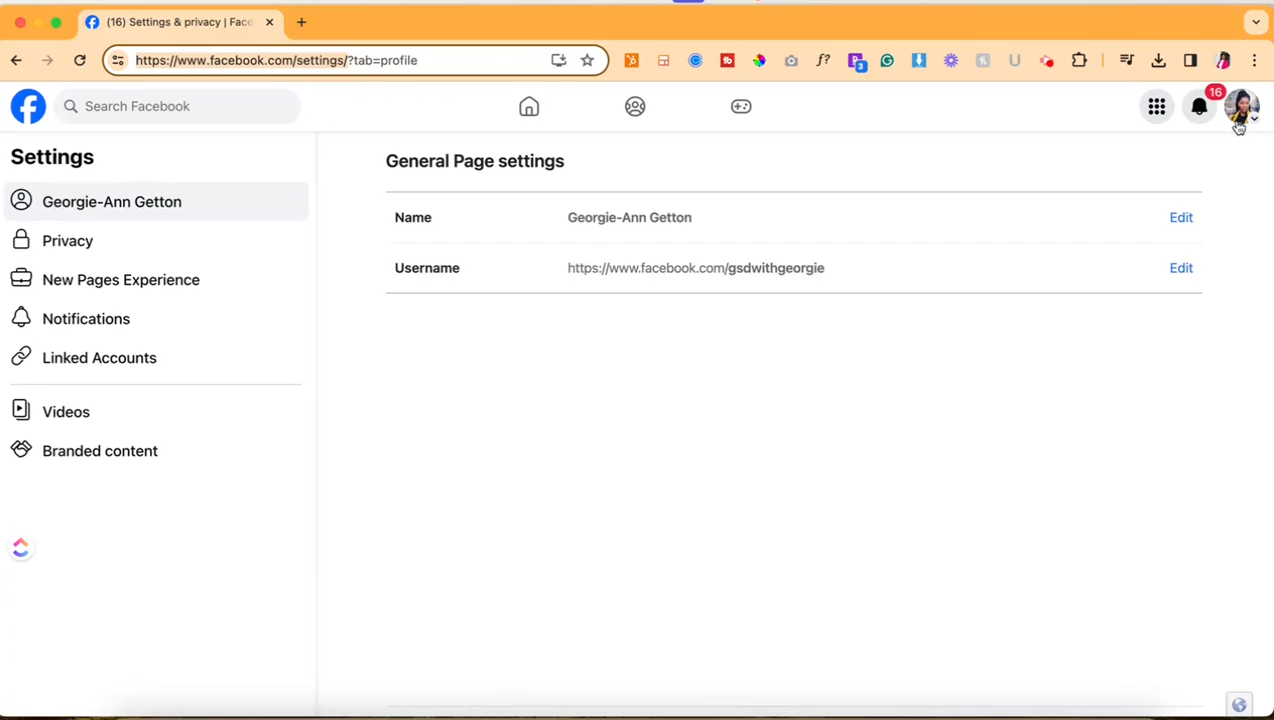 (16) Settings & privacy | Face
https://www.facebook.com/settings/?tab=profile
f?
3
Search Facebook
16
Settings
General Page settings
Georgie-Ann Getton
Name Georgie-Ann Getton Edit
Privacy
Username https://www.facebook.com/gsdwithgeorgie Edit
New Pages Experience
Notifications
Linked Accounts
Videos
Branded content